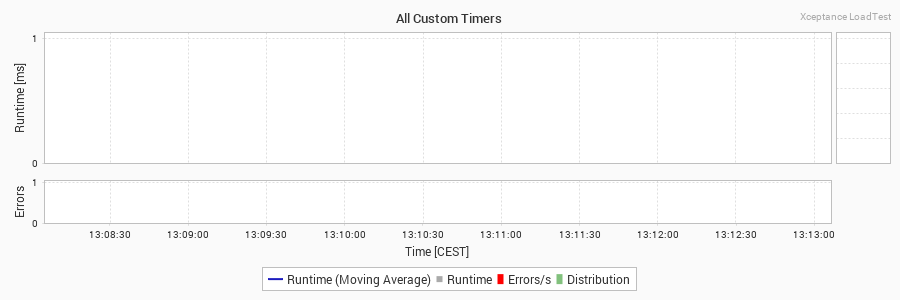 All Custom Timers
Xceptance LoadTest
1
Runtime [ms]
0
1
Errors
0
13:08:30 13:09:00 13:09:30 13:10:00 13:10:30 13:11:00 13:11:30 13:12:00 13:12:30 13:13:00
Time [CEST]
Runtime (Moving Average) Runtime Errors/s Distribution